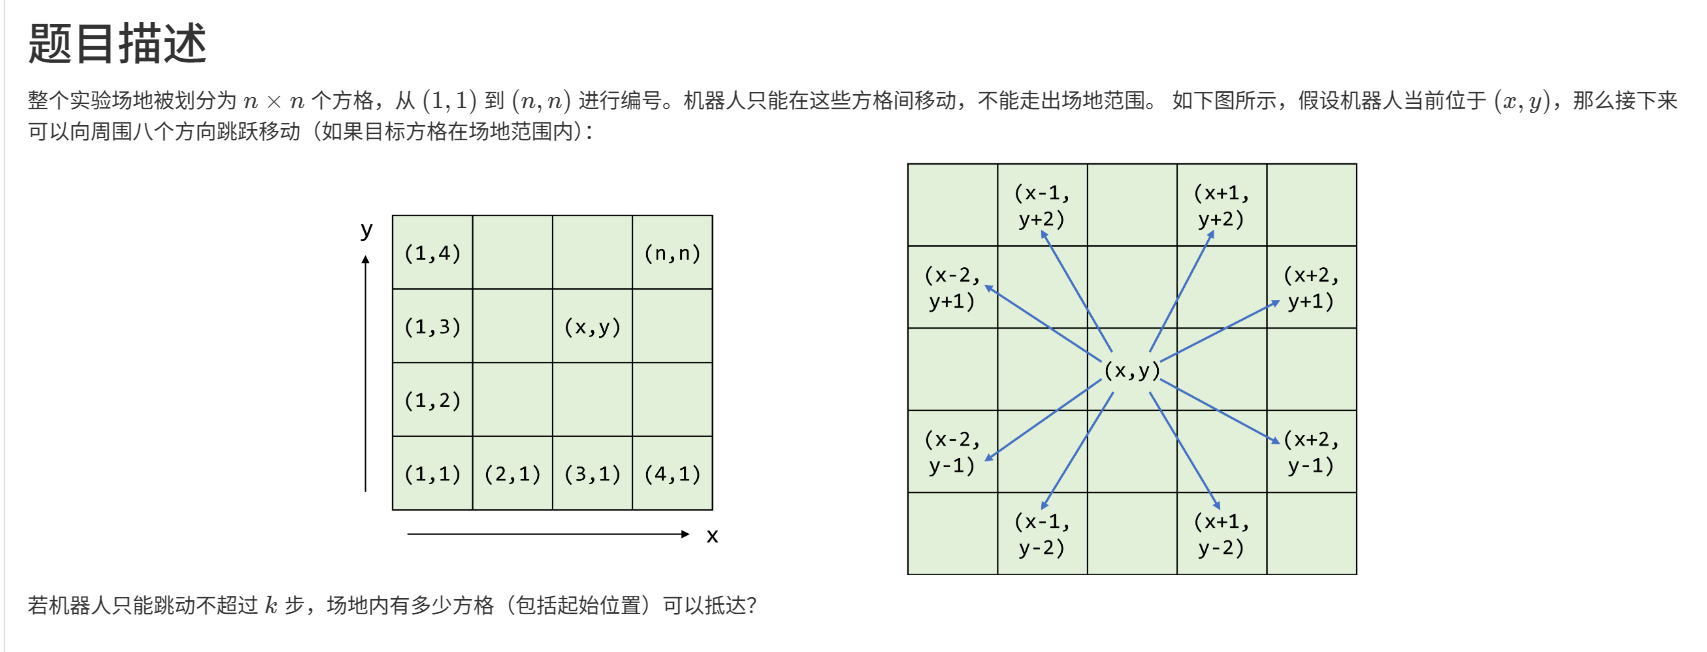 题目描述
整个实验场地被划分为 n × n 个方格，从 (1, 1) 到 (n, n) 进行编号。机器人只能在这些方格间移动，不能走出场地范围。 如下图所示，假设机器人当前位于 (x, y)，那么接下来
可以向周围八个方向跳跃移动（如果目标方格在场地范围内）：
y
(1,4)
(n,n)
(1,3)
(x,y)
(1,2)
(1,1)
(2,1)
(3,1)
(4,1)
x
(x-1,
y+2)
(x+1,
y+2)
(x-2,
y+1)
(x+2,
y+1)
(x,y)
(x-2,
y-1)
(x+2,
y-1)
(x-1,
y-2)
(x+1,
y-2)
若机器人只能跳动不超过 k 步，场地内有多少方格（包括起始位置）可以抵达？